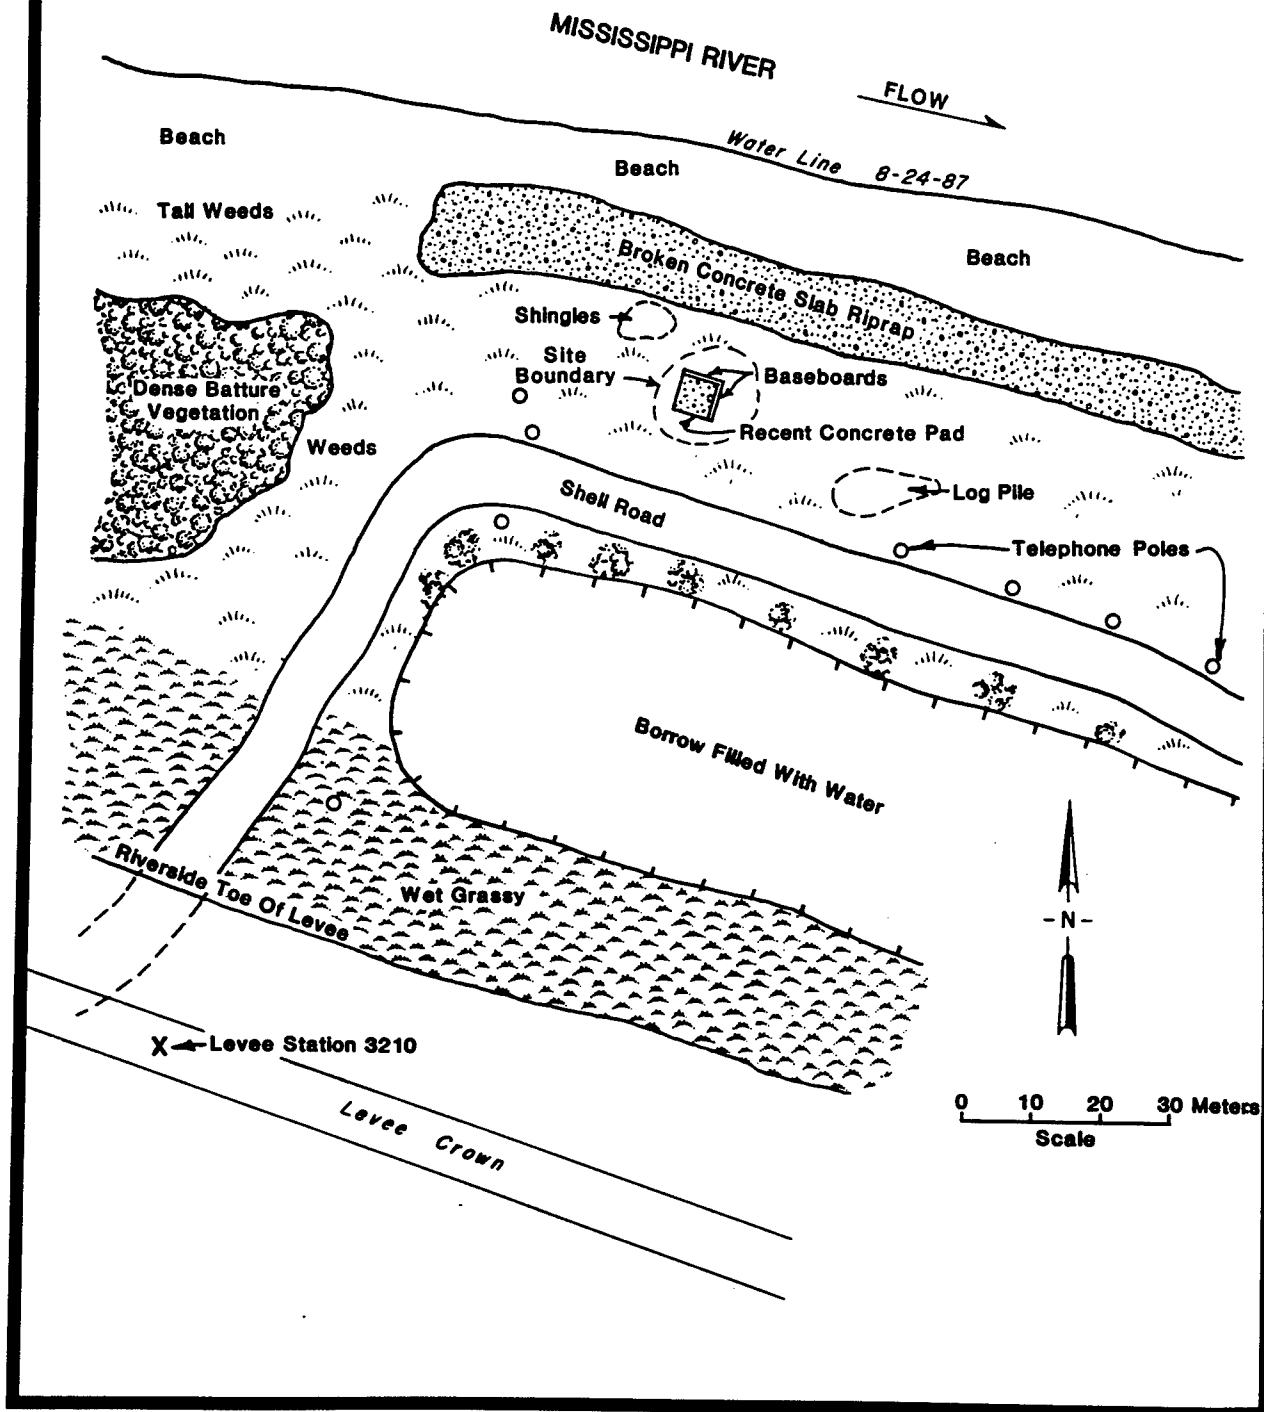 MISSISSIPPI RIVER
FLOW
Water Line 8-24-87
Beach
Beach
Beach
Tall Weeds
Broken Concrete Slab Riprap
Shingles
Site
Boundary
Baseboards
Dense Batture
Vegetation
Recent Concrete Pad
Weeds
Log Pile
Shell Road
Telephone Poles
Borrow Filled With Water
Riverside Toe Of Levee
Wet Grassy
-N-
X
Levee Station 3210
Levee Crown
0 10 20 30 Meters
Scale